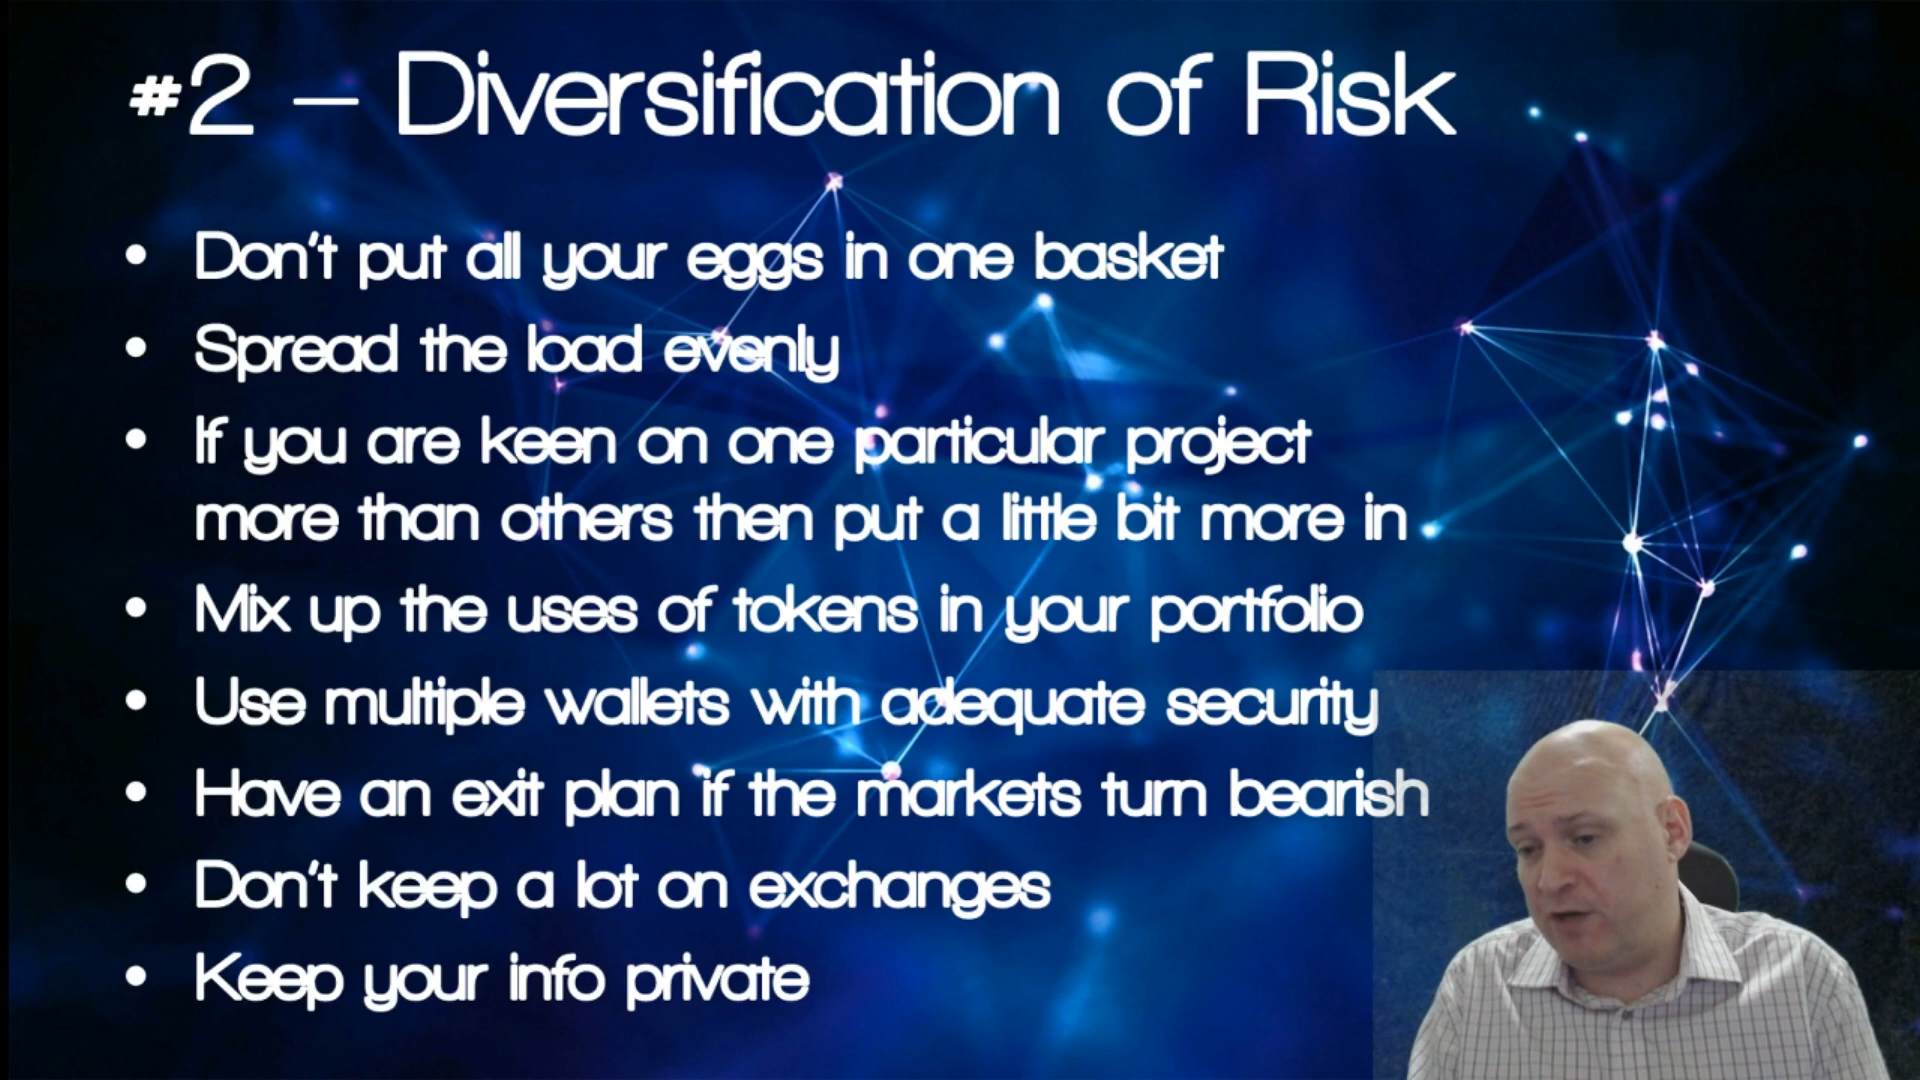 #2 – Diversification of Risk
• Don't put all your eggs in one basket
• Spread the load evenly
• If you are keen on one particular project
more than others then put a little bit more in
• Mix up the uses of tokens in your portfolio
• Use multiple wallets with adequate security
• Have an exit plan if the markets turn bearish
• Don't keep a lot on exchanges
• Keep your info private